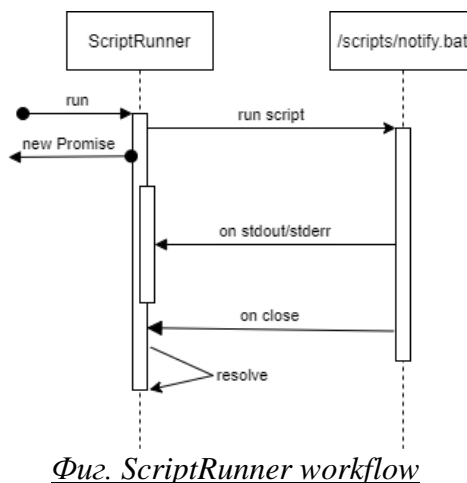 ScriptRunner
/scripts/notify.bat
run
run script
new Promise
on stdout/stderr
on close
resolve
Фиг. ScriptRunner workflow